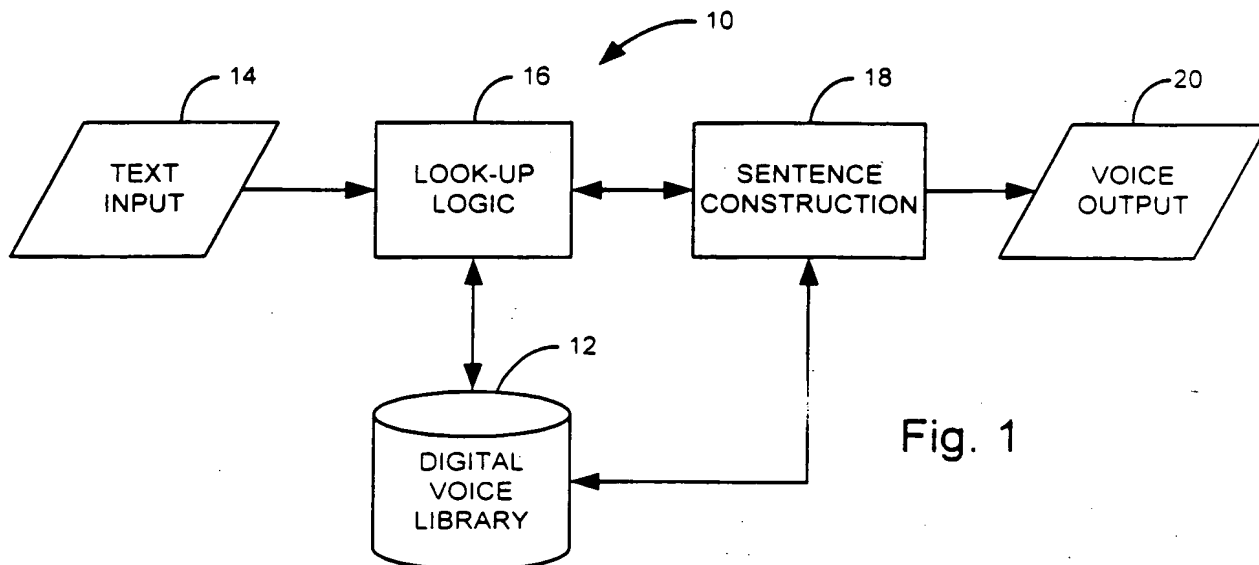 10
14
16
18
20
TEXT
INPUT
LOOK-UP
LOGIC
SENTENCE
CONSTRUCTION
VOICE
OUTPUT
12
DIGITAL
VOICE
LIBRARY
Fig. 1